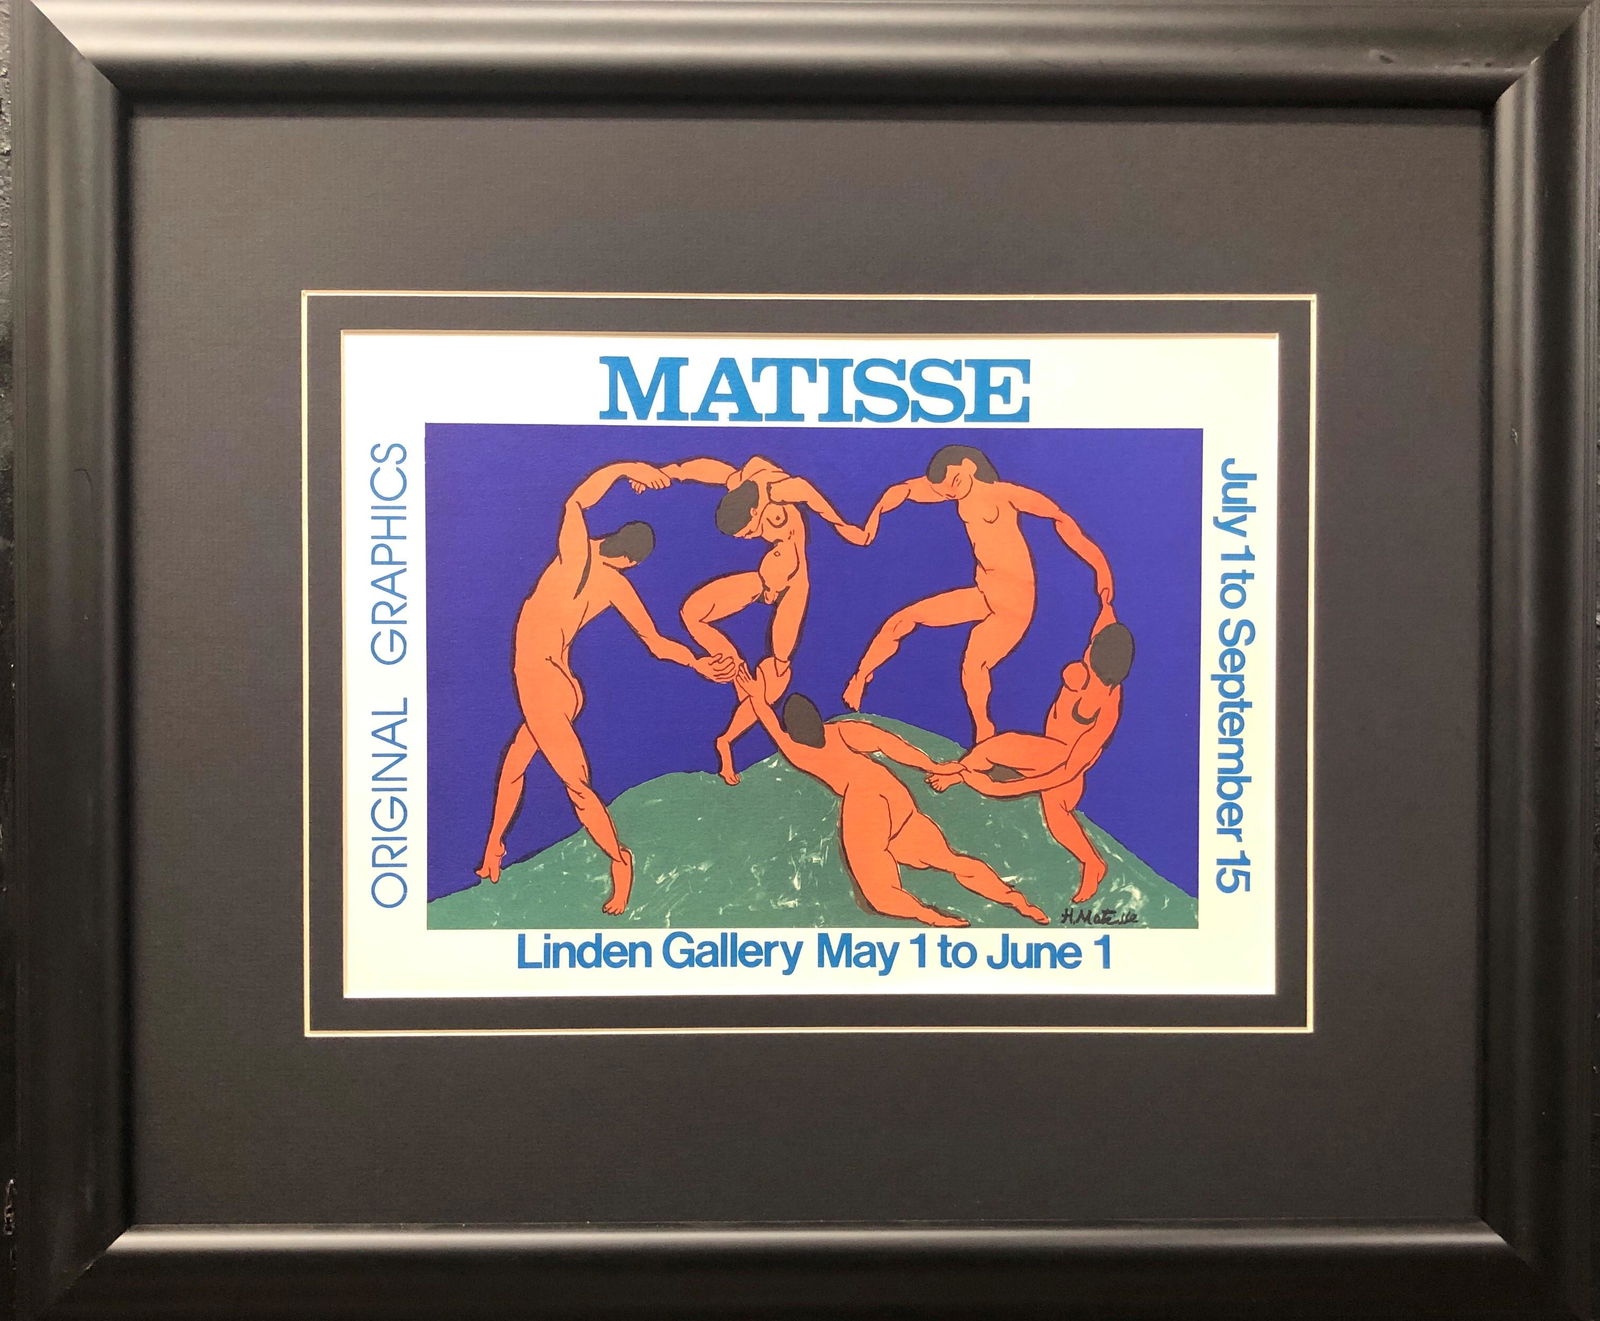 MATISSE
ORIGINAL GRAPHICS
July 1 to September 15
H. Matisse
Linden Gallery May 1 to June 1